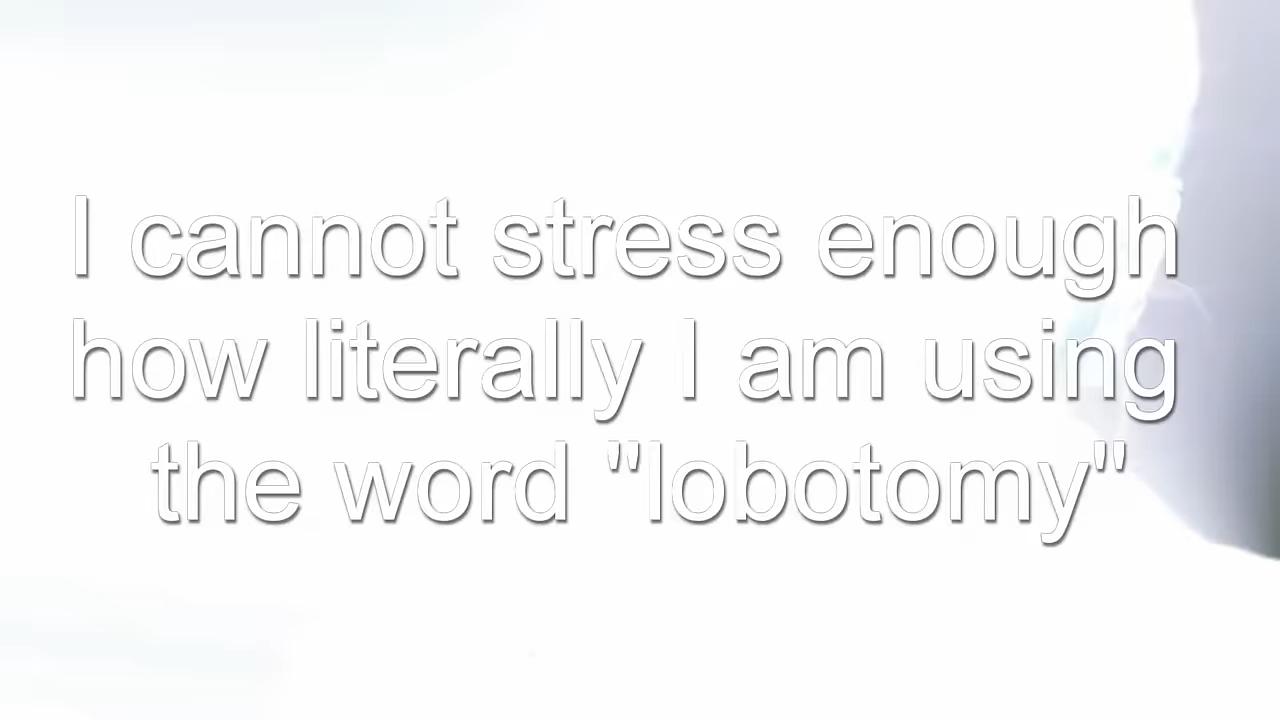 I cannot stress enough
how literally I am using
the word "lobotomy"